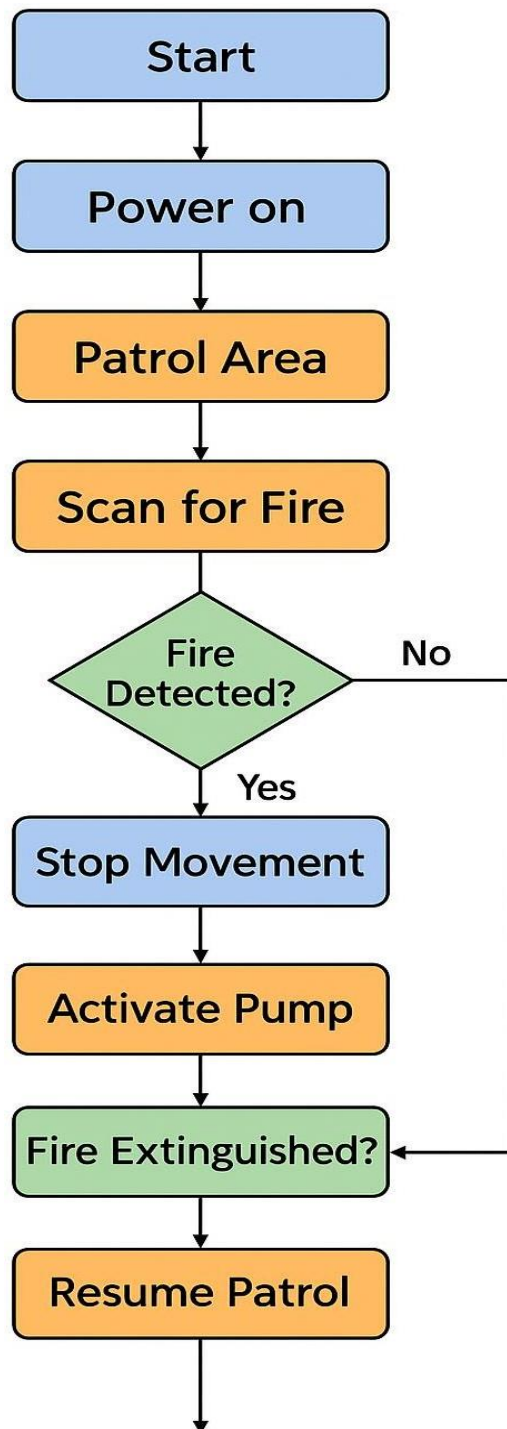 Start
Power on
Patrol Area
Scan for Fire
Fire
Detected?
No
Yes
Stop Movement
Activate Pump
Fire Extinguished?
Resume Patrol